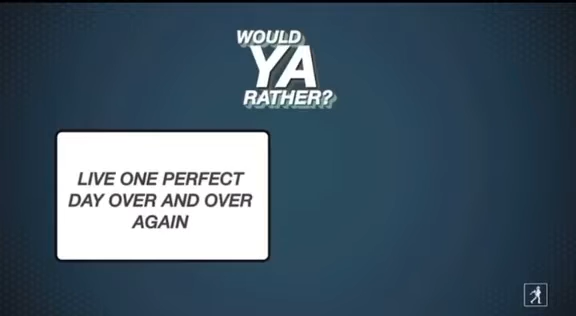 WOULD
YA
RATHER?
LIVE ONE PERFECT
DAY OVER AND OVER
AGAIN